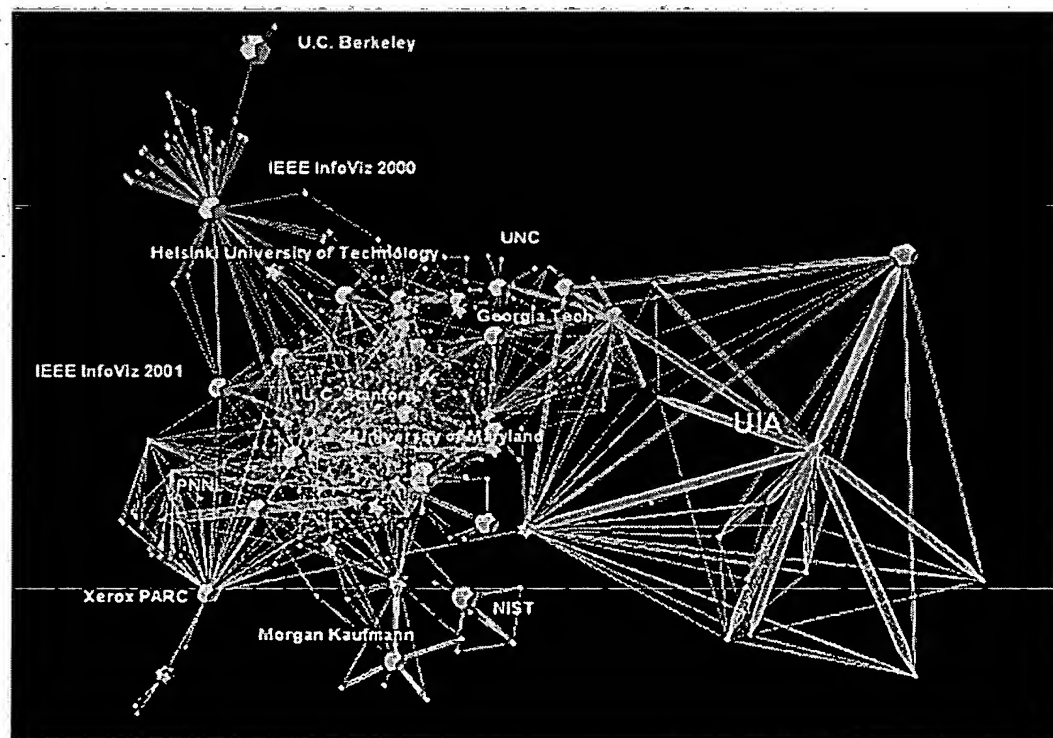 U.C. Berkeley
IEEE InfoViz 2000
UNC
Helsinki University of Technology
Georgia Tech
IEEE InfoViz 2001
U.C. Stanford
UIA
University of Maryland
PNNL
Xerox PARC
NIST
Morgan Kaufmann